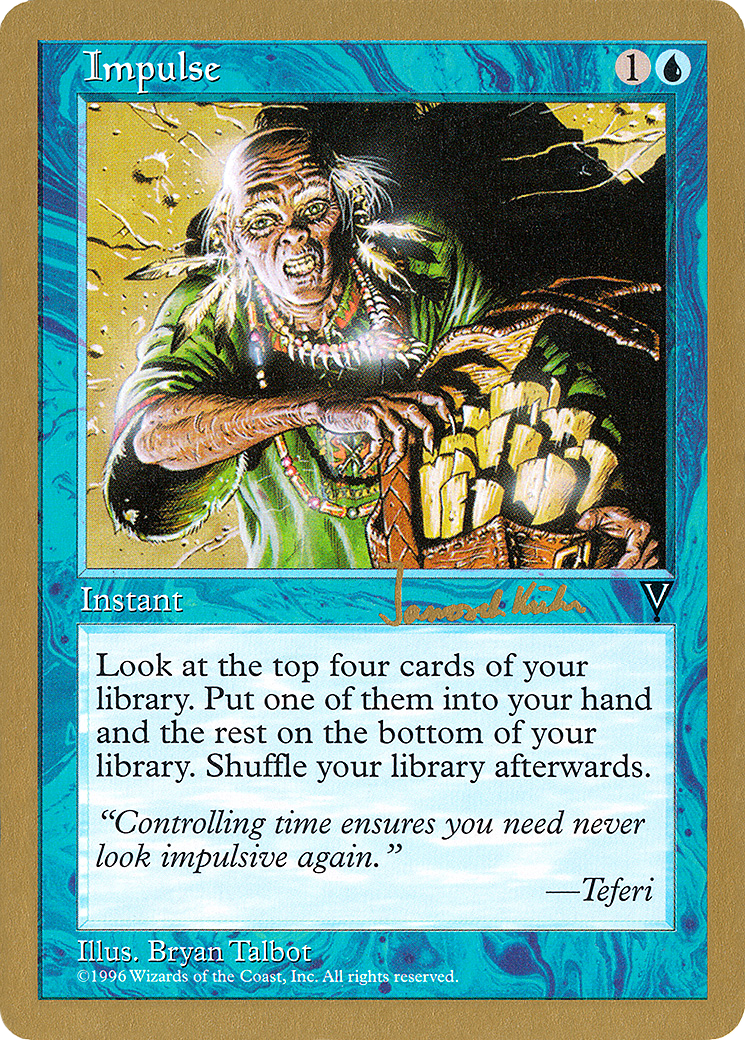 Impulse 1
Instant Janosch Kühn V
Look at the top four cards of your
library. Put one of them into your hand
and the rest on the bottom of your
library. Shuffle your library afterwards.
“Controlling time ensures you need never
look impulsive again.”
—Teferi
Illus. Bryan Talbot
©1996 Wizards of the Coast, Inc. All rights reserved.